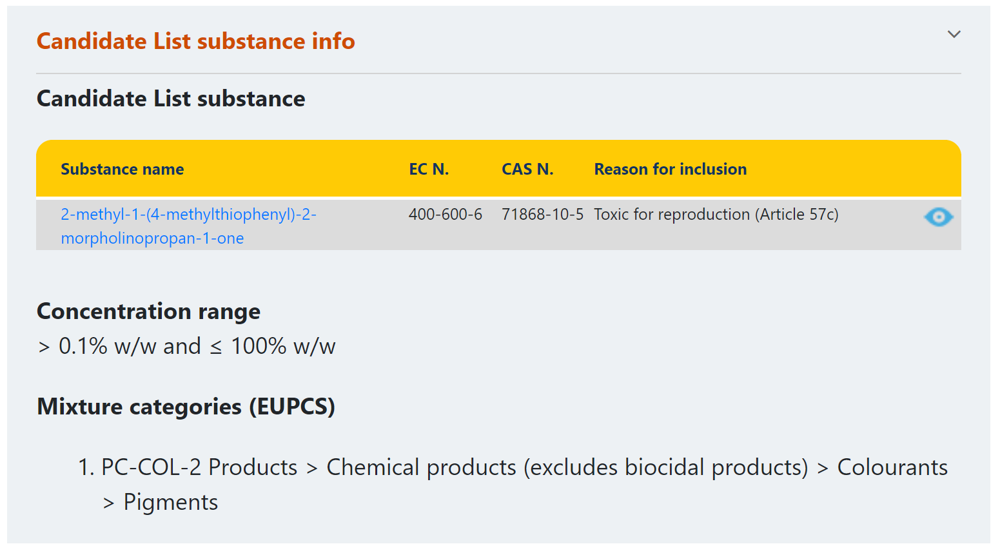 Candidate List substance info
Candidate List substance
Substance name EC N. CAS N. Reason for inclusion
2-methyl-1-(4-methylthiophenyl)-2- 400-600-6 71868-10-5 Toxic for reproduction (Article 57c)
morpholinopropan-1-one
Concentration range
> 0.1% w/w and ≤ 100% w/w
Mixture categories (EUPCS)
1. PC-COL-2 Products > Chemical products (excludes biocidal products) > Colourants
> Pigments